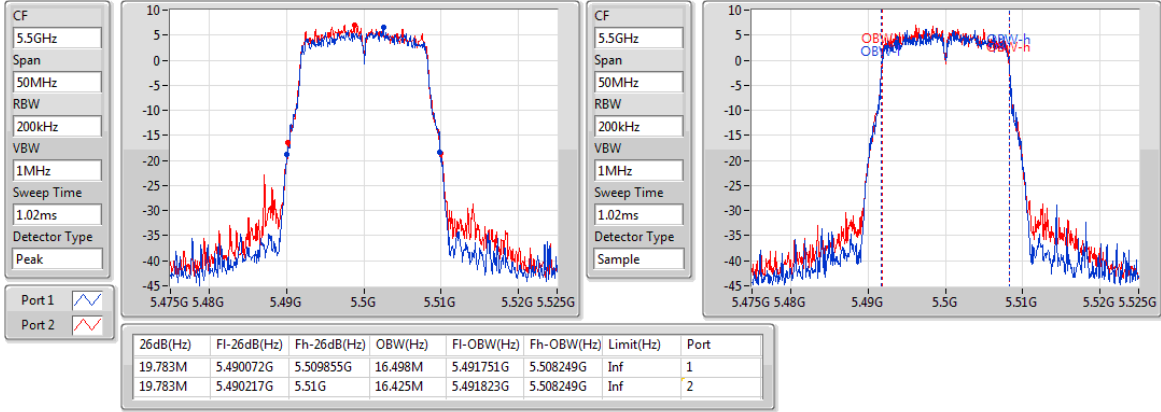 CF
5.5GHz
Span
50MHz
RBW
200kHz
VBW
1MHz
Sweep Time
1.02ms
Detector Type
Peak
Port 1
Port 2
10
5
0
-5
-10
-15
-20
-25
-30
-35
-40
-45
5.475G 5.48G 5.49G 5.5G 5.51G 5.52G 5.525G
CF
5.5GHz
Span
50MHz
RBW
200kHz
VBW
1MHz
Sweep Time
1.02ms
Detector Type
Sample
10
5
0
-5
-10
-15
-20
-25
-30
-35
-40
-45
OBW-h
OBW-h
5.475G 5.48G 5.49G 5.5G 5.51G 5.52G 5.525G
26dB(Hz) Fl-26dB(Hz) Fh-26dB(Hz) OBW(Hz) Fl-OBW(Hz) Fh-OBW(Hz) Limit(Hz) Port
19.783M 5.490072G 5.509855G 16.498M 5.491751G 5.508249G Inf 1
19.783M 5.490217G 5.51G 16.425M 5.491823G 5.508249G Inf 2